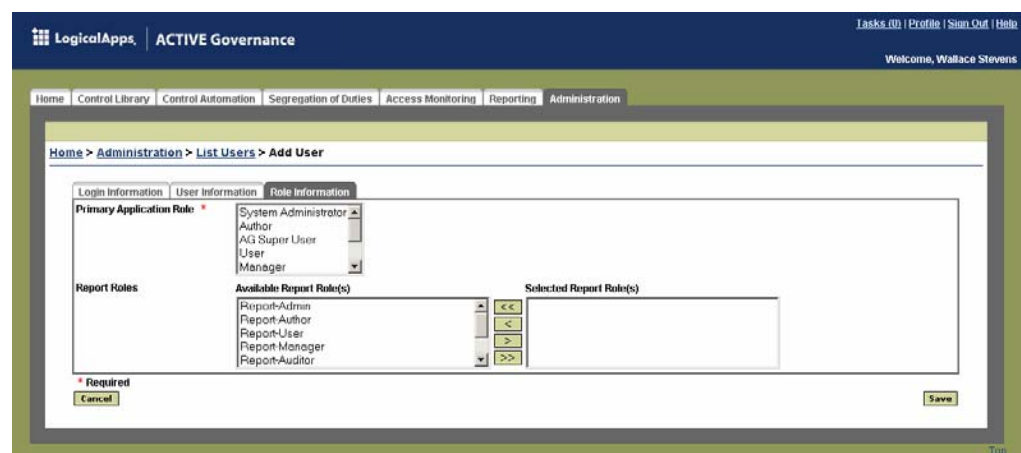 Tasks (0) | Profile | Sign Out | Help
LogicalApps. ACTIVE Governance
Welcome, Wallace Stevens
Home Control Library Control Automation Segregation of Duties Access Monitoring Reporting Administration
Home > Administration > List Users > Add User
Login Information User Information Role Information
Primary Application Role *
System Administrator
Author
AG Super User
User
Manager
Report Roles
Available Report Role(s)
Selected Report Role(s)
Report-Admin
Report-Author
Report-User
Report-Manager
Report-Auditor
<<
<
>
>>
* Required
Cancel
Save
Top